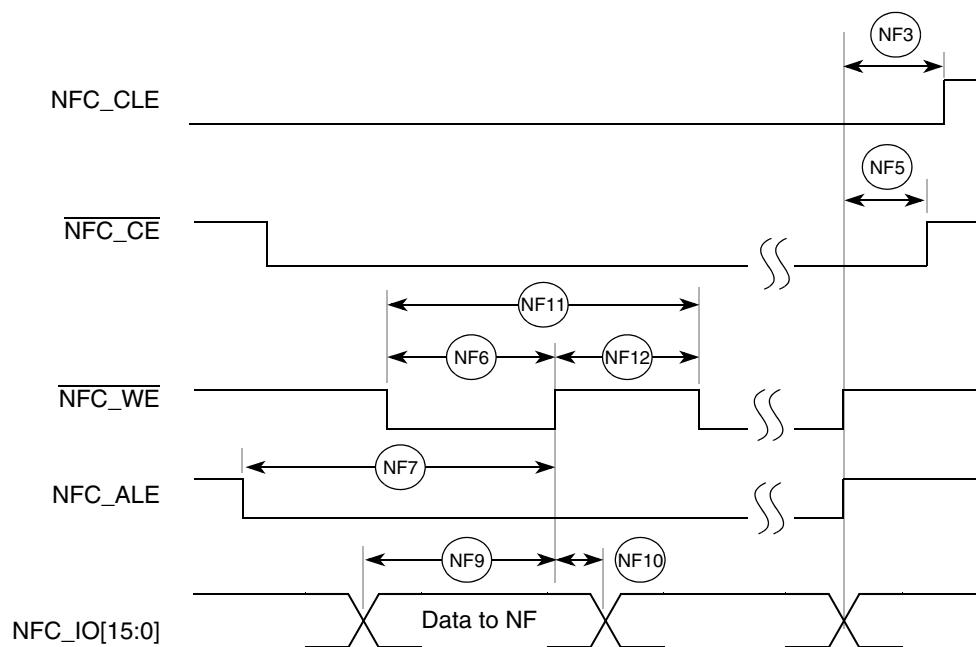 NF3
NFC_CLE
NF5
NFC_CE
NF11
NF6
NF12
NFC_WE
NF7
NFC_ALE
NF9
NF10
Data to NF
NFC_IO[15:0]